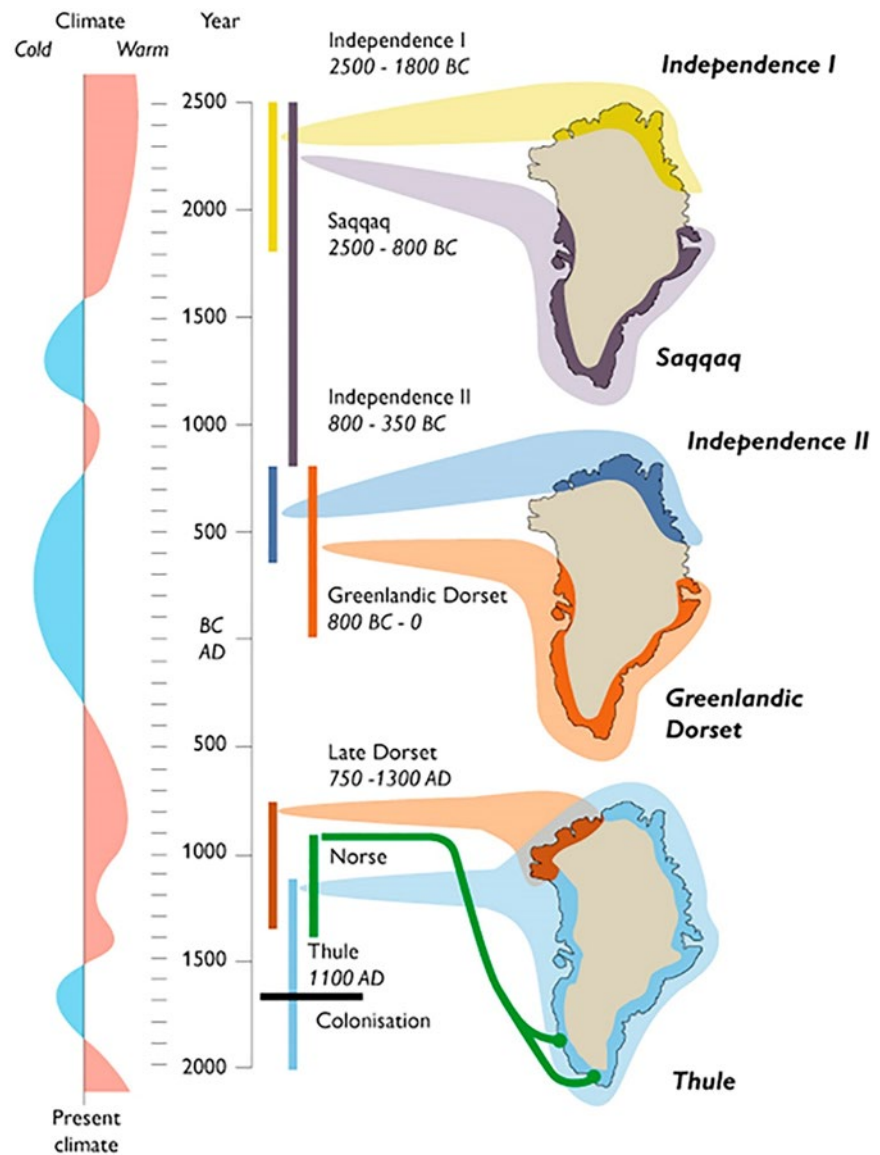 Climate
Cold
Warm
Year
Independence I
2500 - 1800 BC
Independence I
2500
2000
Saqqaq
2500 - 800 BC
1500
Saqqaq
Independence II
800 - 350 BC
1000
Independence II
500
Greenlandic Dorset
800 BC - 0
BC
AD
Greenlandic
Dorset
500
Late Dorset
750 -1300 AD
1000
Norse
Thule
1100 AD
1500
Colonisation
2000
Thule
Present
climate